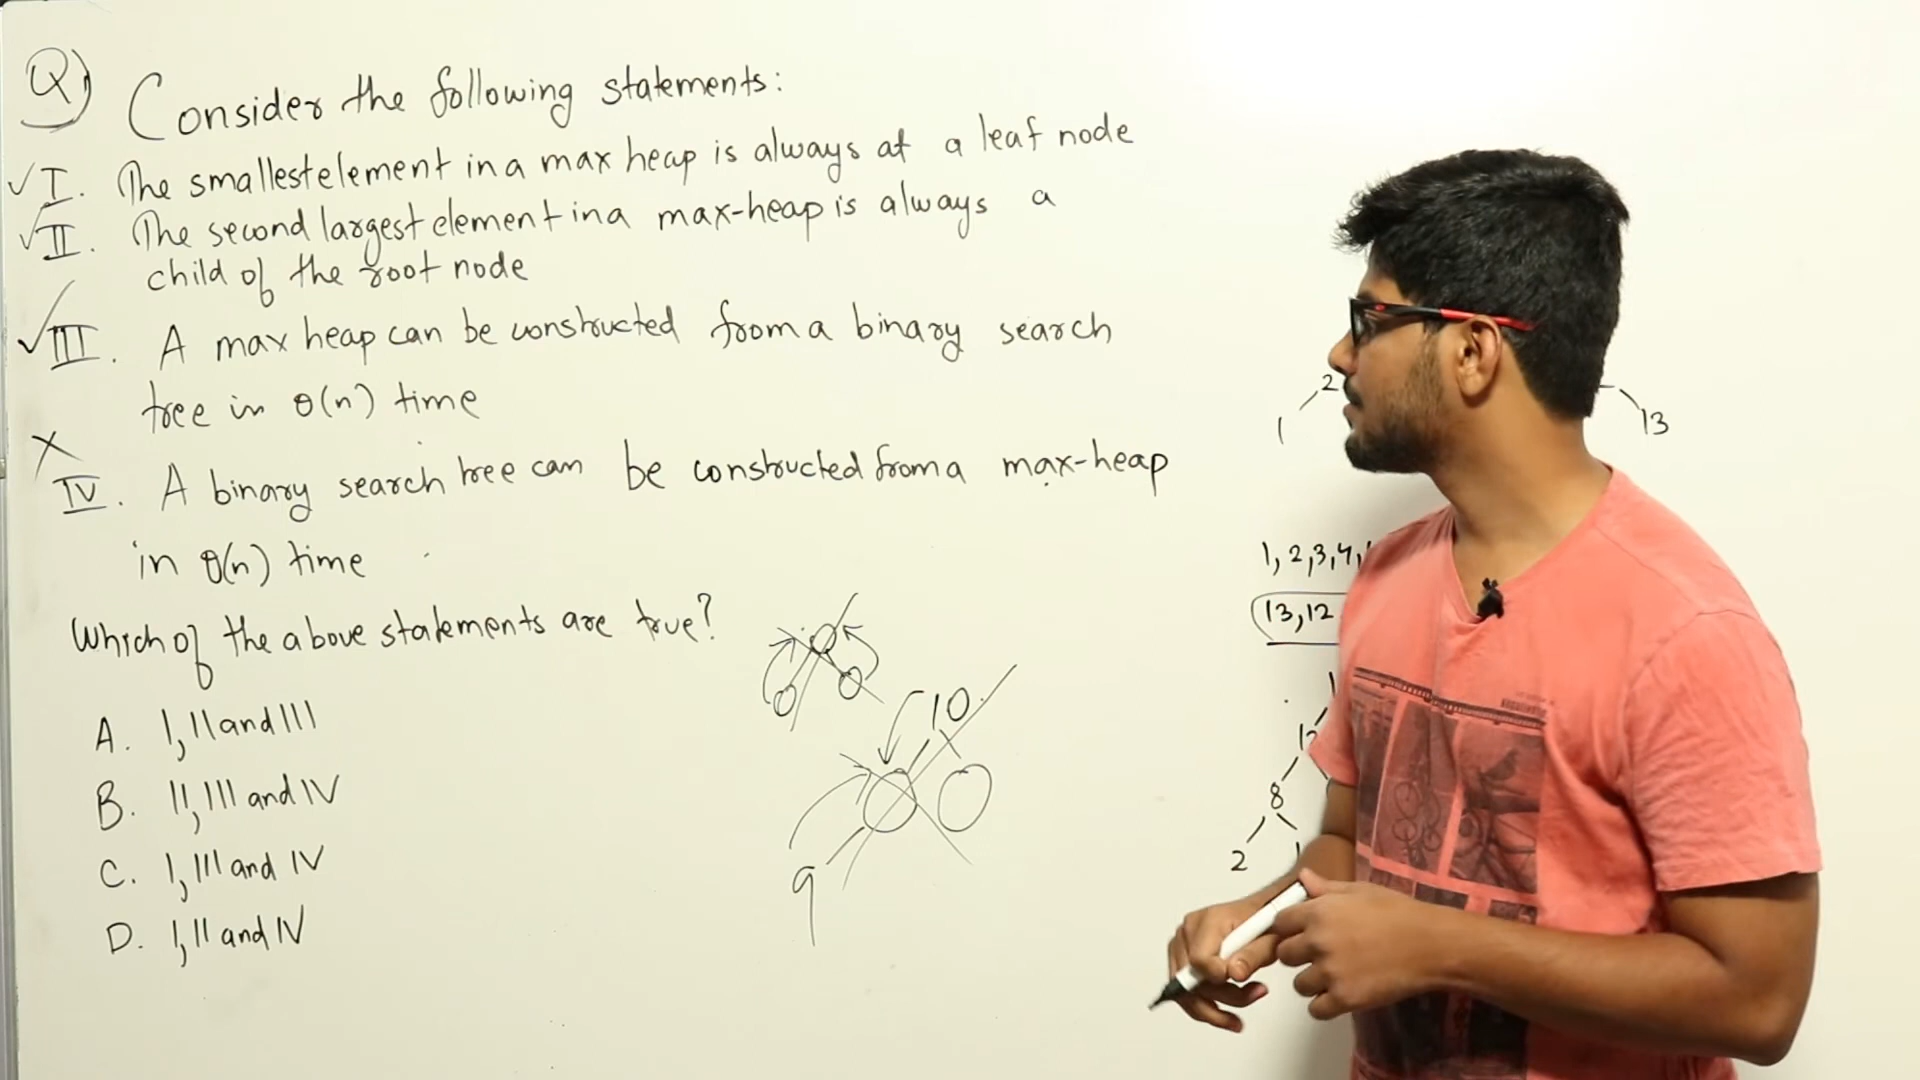 Q)
Consider the following statements:
I. The smallest element in a max heap is always at a leaf node
II. The second largest element in a max-heap is always a
child of the root node
III. A max heap can be constructed from a binary search
tree in θ(n) time
IV. A binary search tree can be constructed from a max-heap
in θ(n) time
Which of the above statements are true?
A. I, II and III
B. II, III and IV
C. I, III and IV
D. I, II and IV
10
9
2
1
13
1, 2, 3, 4,
13, 12
8
2